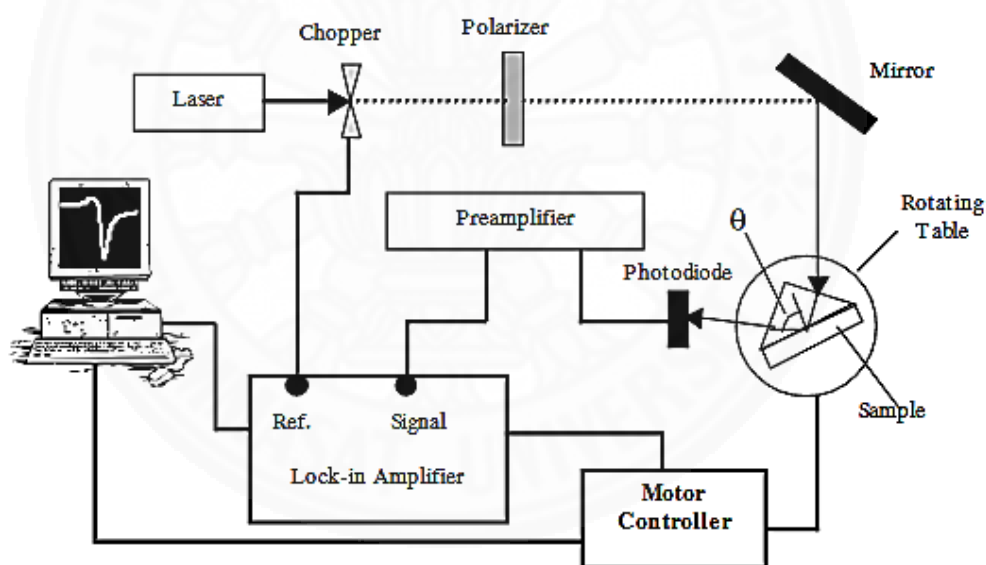 Chopper
Polarizer
Mirror
Laser
Preamplifier
Rotating
Table
θ
Photodiode
Sample
Ref.
Signal
Lock-in Amplifier
Motor
Controller